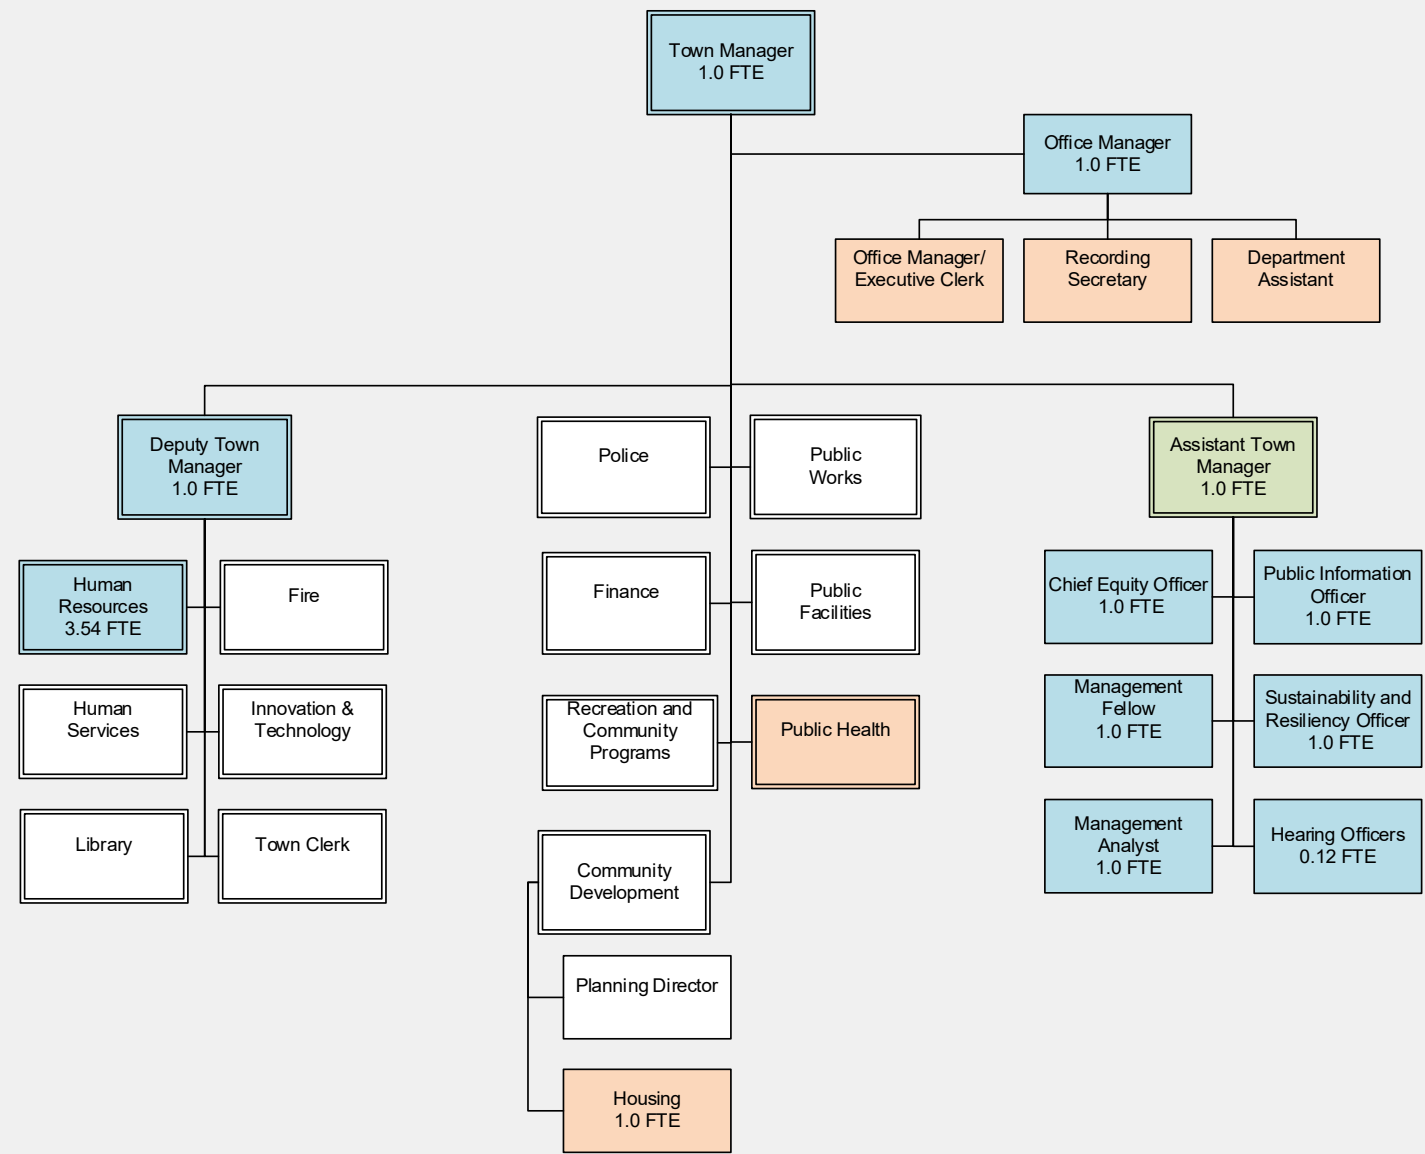 Town Manager
1.0 FTE
Office Manager
1.0 FTE
Office Manager/
Executive Clerk
Recording
Secretary
Department
Assistant
Deputy Town
Manager
1.0 FTE
Human
Resources
3.54 FTE
Fire
Human
Services
Innovation &
Technology
Library
Town Clerk
Police
Public
Works
Finance
Public
Facilities
Recreation and
Community
Programs
Public Health
Community
Development
Planning Director
Housing
1.0 FTE
Assistant Town
Manager
1.0 FTE
Chief Equity Officer
1.0 FTE
Public Information
Officer
1.0 FTE
Management
Fellow
1.0 FTE
Sustainability and
Resiliency Officer
1.0 FTE
Management
Analyst
1.0 FTE
Hearing Officers
0.12 FTE